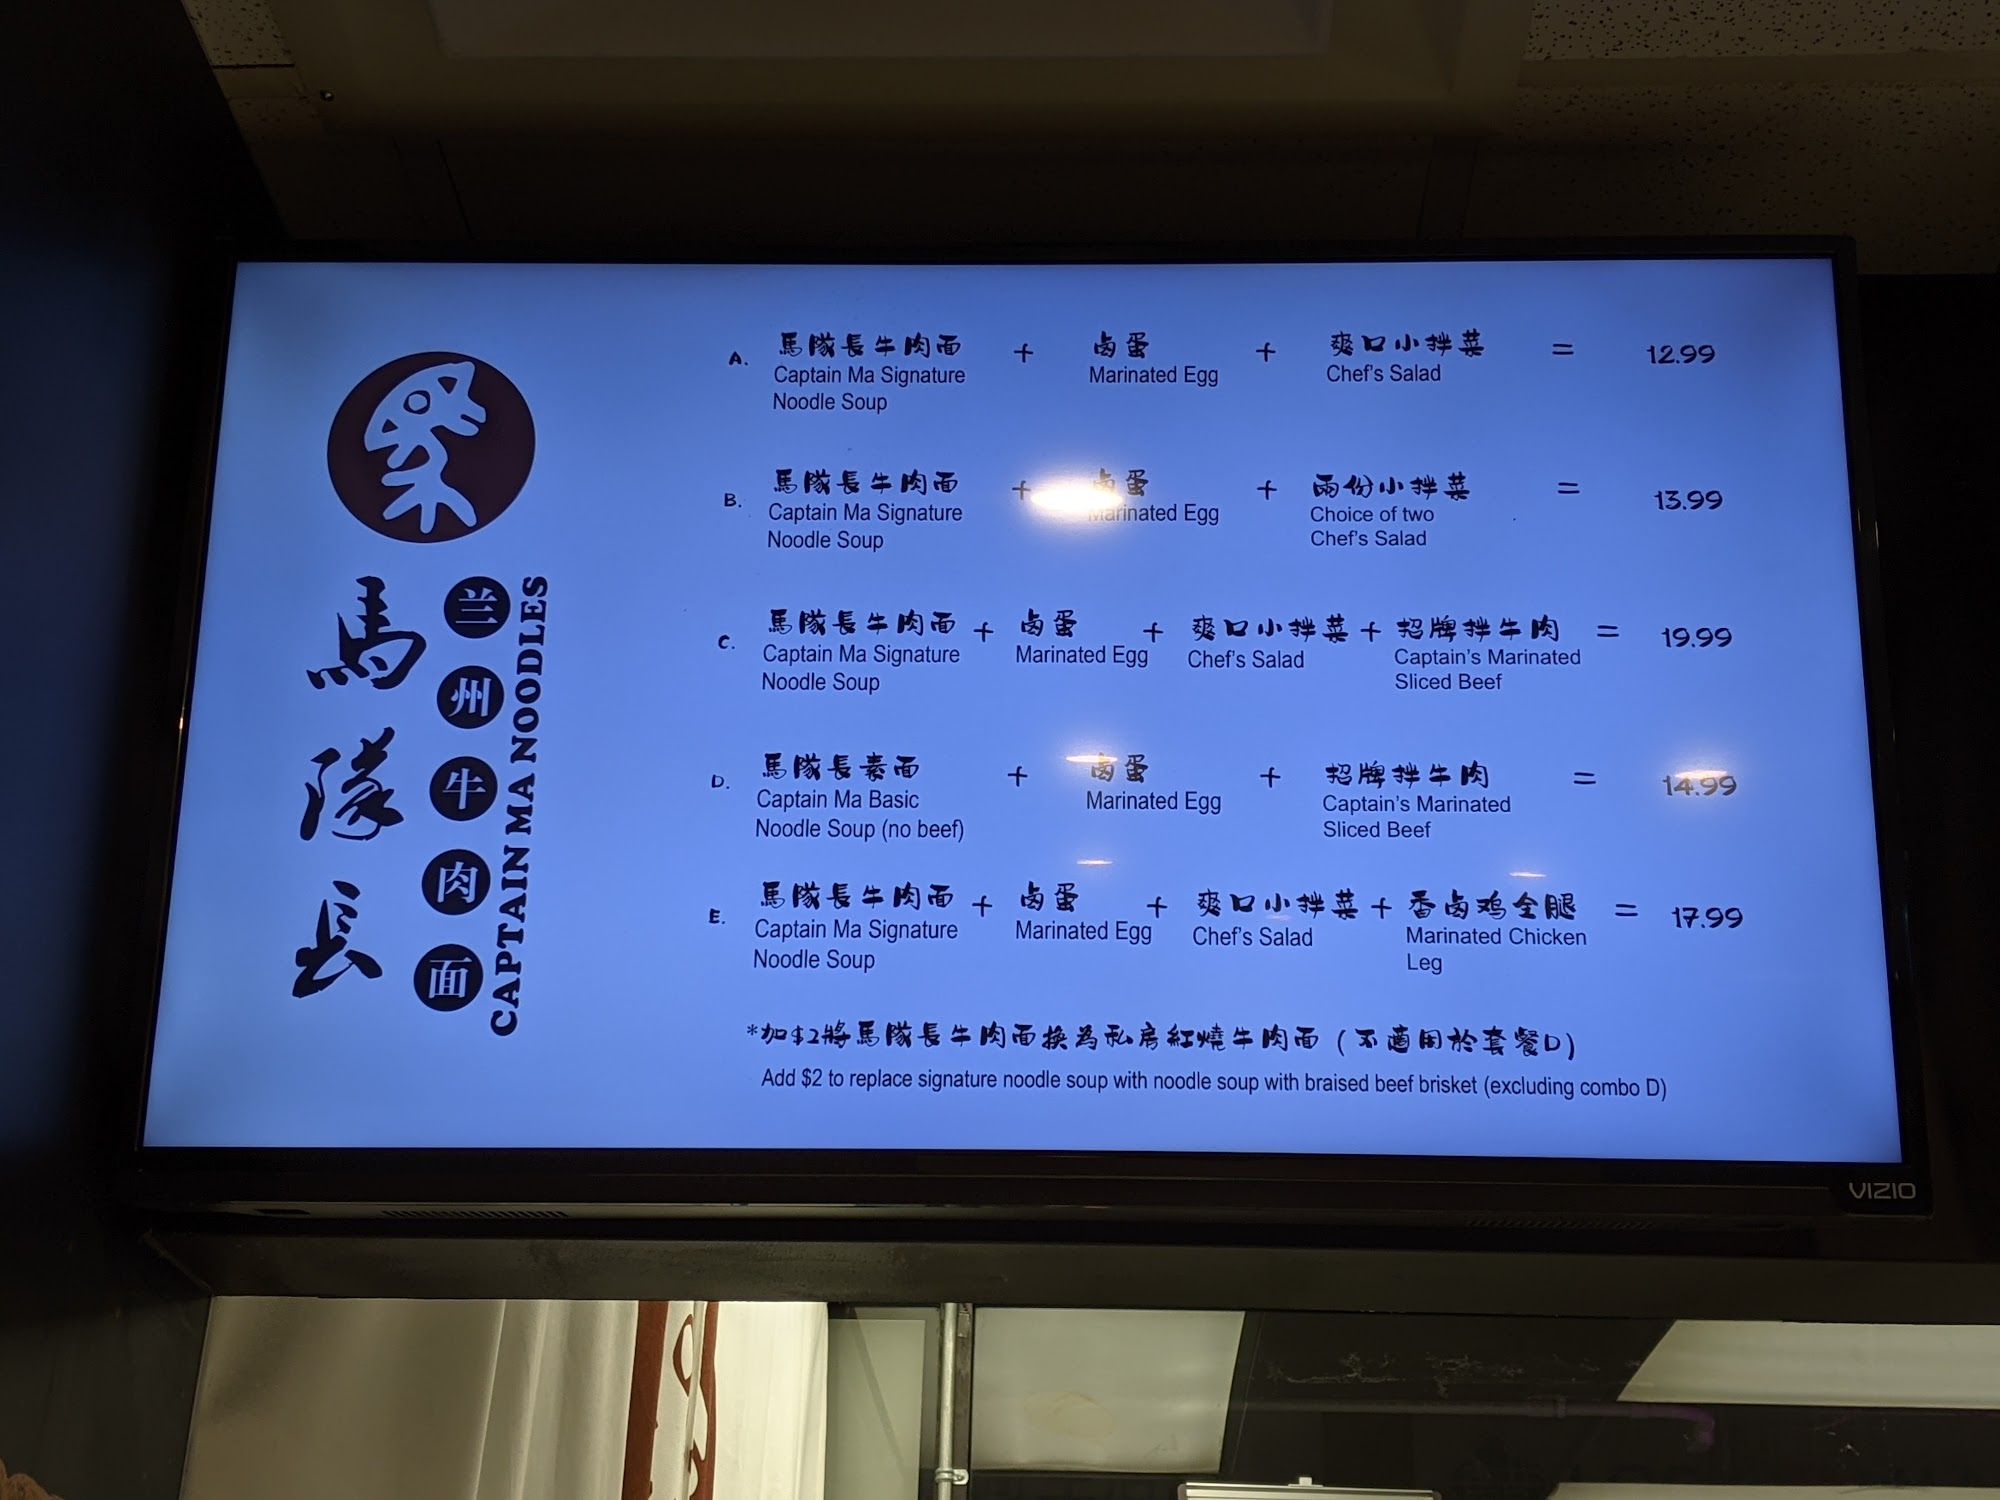 馬隊長
兰州牛肉面
CAPTAIN MA NOODLES
A. 馬隊長牛肉面 + 卤蛋 + 爽口小拌菜 = 12.99
Captain Ma Signature Marinated Egg Chef's Salad
Noodle Soup
B. 馬隊長牛肉面 + 卤蛋 + 兩份小拌菜 = 13.99
Captain Ma Signature Marinated Egg Choice of two
Noodle Soup Chef's Salad
C. 馬隊長牛肉面 + 卤蛋 + 爽口小拌菜 + 招牌拌牛肉 = 19.99
Captain Ma Signature Marinated Egg Chef's Salad Captain's Marinated
Noodle Soup Sliced Beef
D. 馬隊長素面 + 卤蛋 + 招牌拌牛肉 = 14.99
Captain Ma Basic Marinated Egg Captain's Marinated
Noodle Soup (no beef) Sliced Beef
E. 馬隊長牛肉面 + 卤蛋 + 爽口小拌菜 + 香卤鸡全腿 = 17.99
Captain Ma Signature Marinated Egg Chef's Salad Marinated Chicken
Noodle Soup Leg
*加$2將馬隊長牛肉面換為私房紅燒牛肉面 (不適用於套餐D)
Add $2 to replace signature noodle soup with noodle soup with braised beef brisket (excluding combo D)
VIZIO